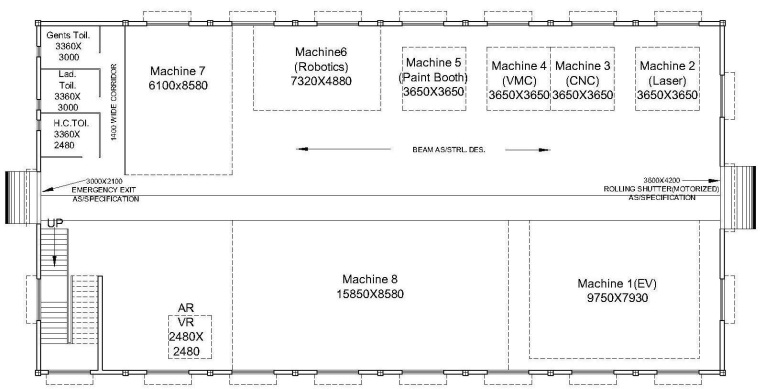 Gents Toil.
3360X
3000
Lad.
Toil.
3360X
3000
H.C.TOI.
3360X
2480
1400 WIDE CORRIDOR
Machine 7
6100x8580
Machine6
(Robotics)
7320X4880
Machine 5
(Paint Booth)
3650X3650
Machine 4
(VMC)
3650X3650
Machine 3
(CNC)
3650X3650
Machine 2
(Laser)
3650X3650
BEAM AS/STRL. DES.
3000X2100
EMERGENCY EXIT
AS/SPECIFICATION
3600X4200
ROLLING SHUTTER(MOTORIZED)
AS/SPECIFICATION
UP
AR
VR
2480X
2480
Machine 8
15850X8580
Machine 1(EV)
9750X7930